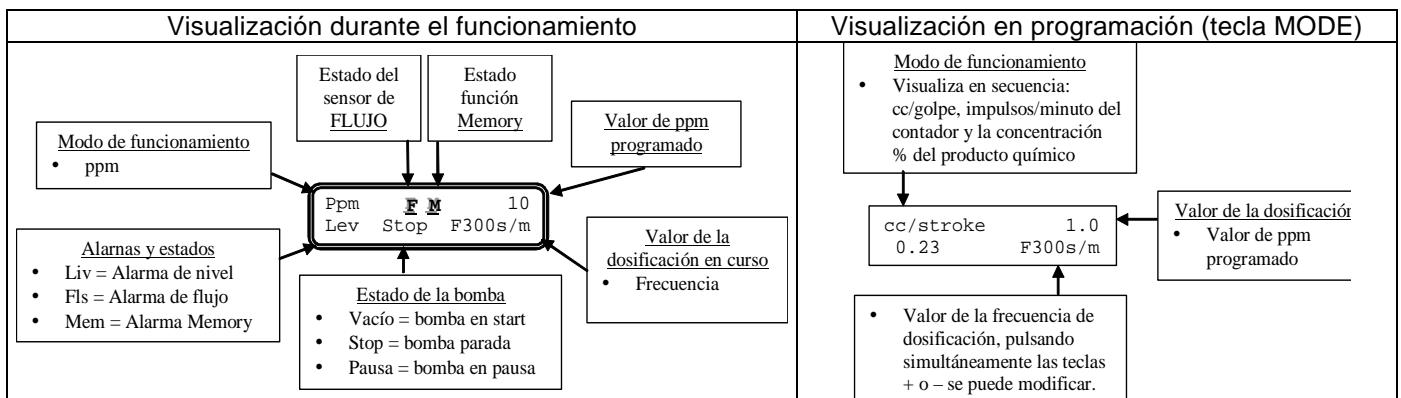 Visualización durante el funcionamiento
Visualización en programación (tecla MODE)
Estado del
sensor de
FLUJO
Estado
función
Memory
Modo de funcionamiento
• ppm
Valor de ppm
programado
Ppm F M 10
Lev Stop F300s/m
Alarnas y estados
• Liv = Alarma de nivel
• Fls = Alarma de flujo
• Mem = Alarma Memory
Estado de la bomba
• Vacío = bomba en start
• Stop = bomba parada
• Pausa = bomba en pausa
Valor de la
dosificación en curso
• Frecuencia
Modo de funcionamiento
• Visualiza en secuencia:
cc/golpe, impulsos/minuto del
contador y la concentración
% del producto químico
cc/stroke 1.0
0.23 F300s/m
Valor de la dosificación
• Valor de ppm
programado
• Valor de la frecuencia de
dosificación, pulsando
simultáneamente las teclas
+ o – se puede modificar.